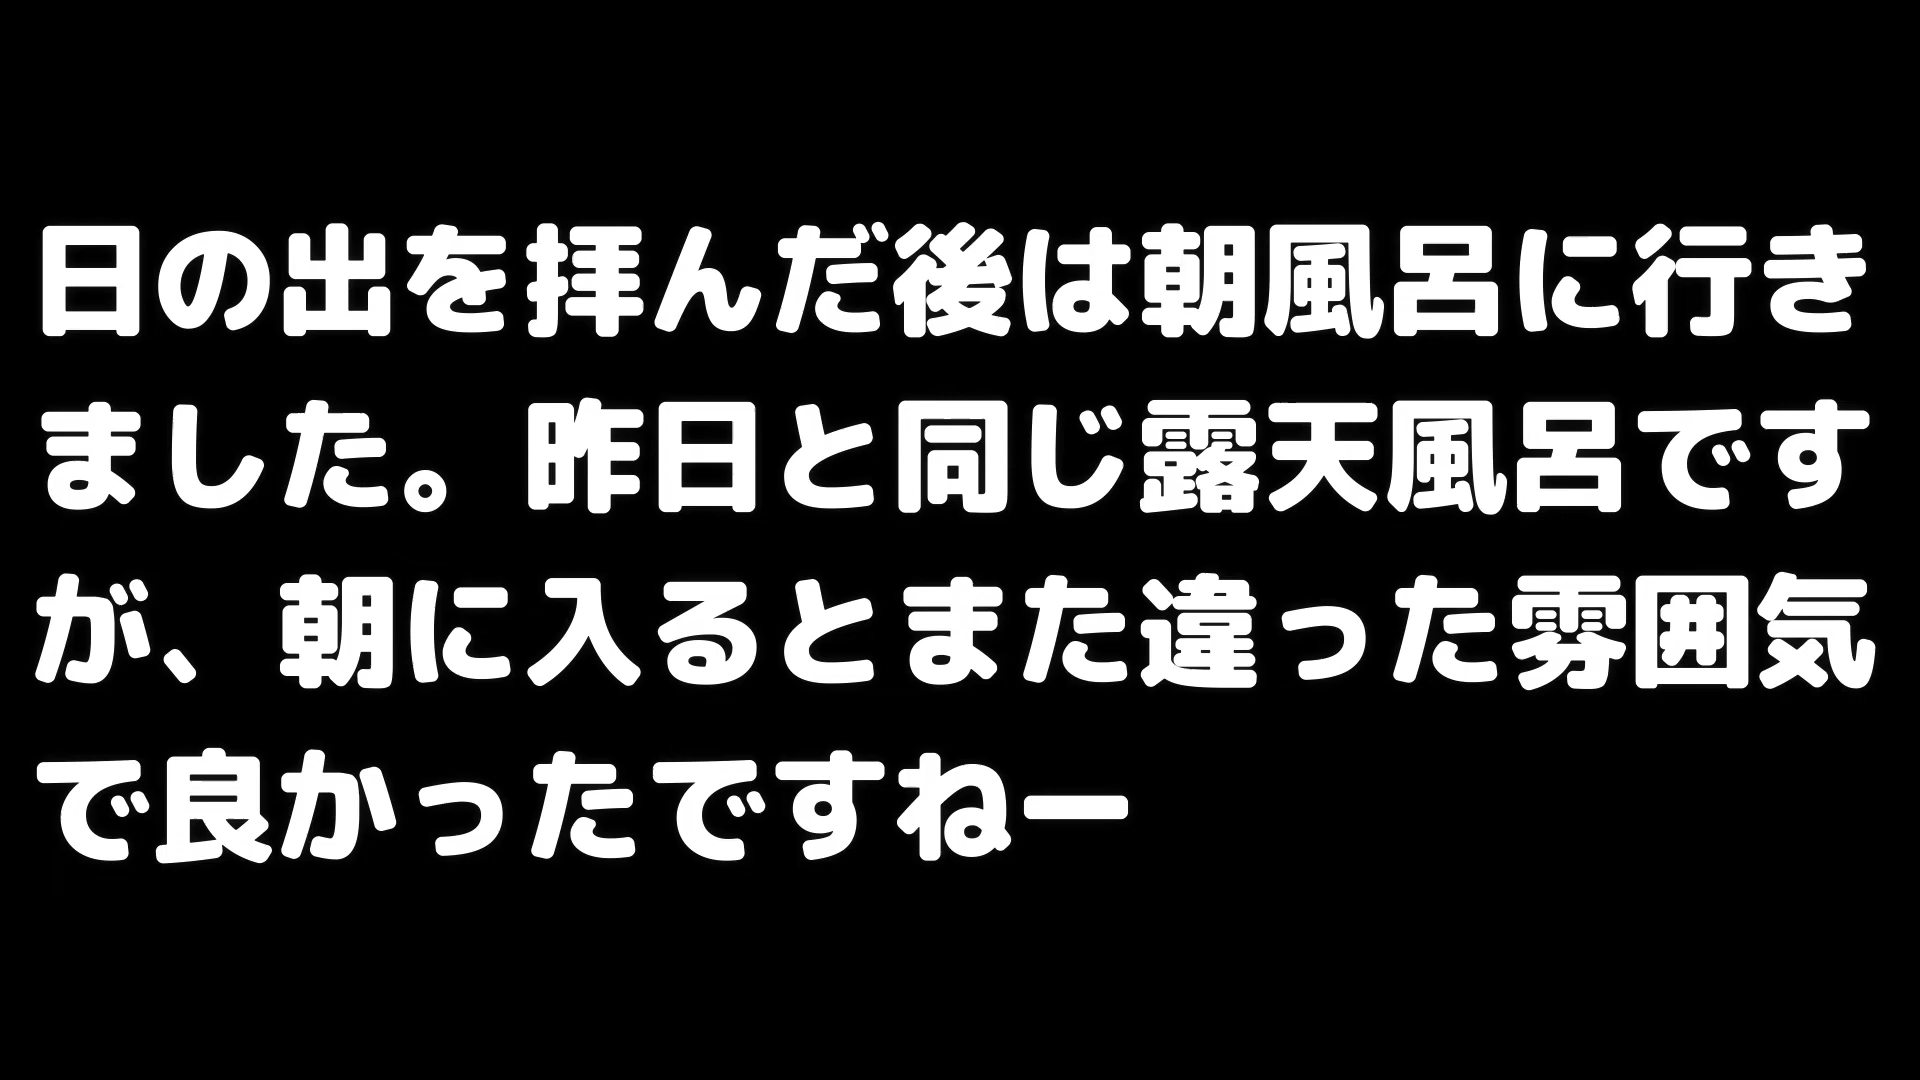 日の出を拝んだ後は朝風呂に行き
ました。昨日と同じ露天風呂です
が、朝に入るとまた違った雰囲気
で良かったですねー